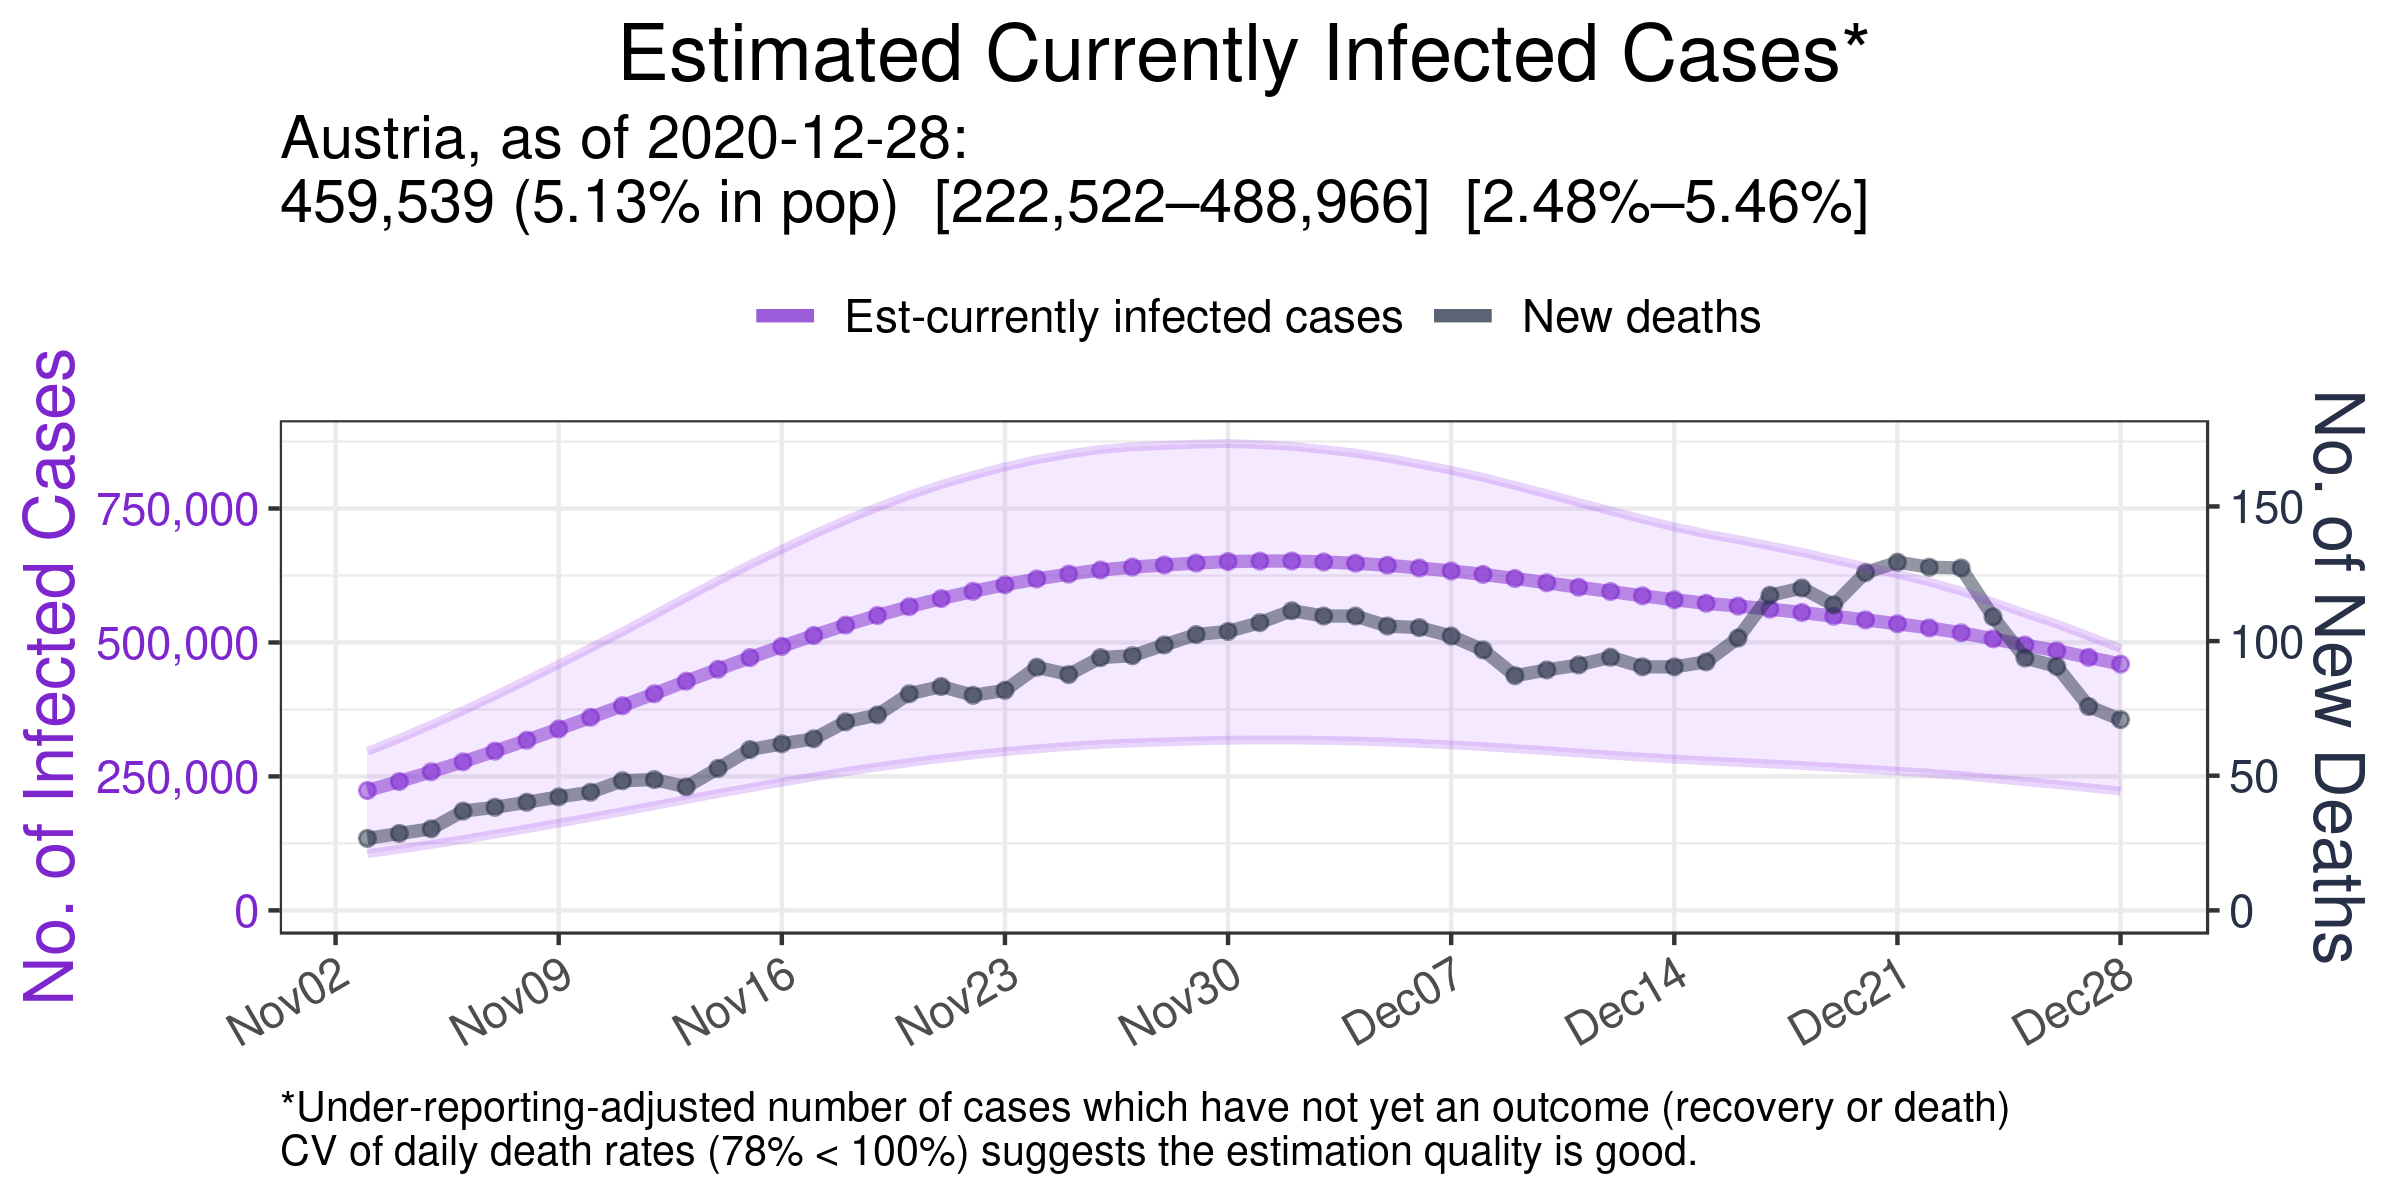 Estimated Currently Infected Cases*
Austria, as of 2020-12-28:
459,539 (5.13% in pop) [222,522–488,966] [2.48%–5.46%]
Est-currently infected cases
New deaths
No. of Infected Cases
750,000
500,000
250,000
0
150
100
50
0
No. of New Deaths
Nov02
Nov09
Nov16
Nov23
Nov30
Dec07
Dec14
Dec21
Dec28
*Under-reporting-adjusted number of cases which have not yet an outcome (recovery or death)
CV of daily death rates (78% < 100%) suggests the estimation quality is good.